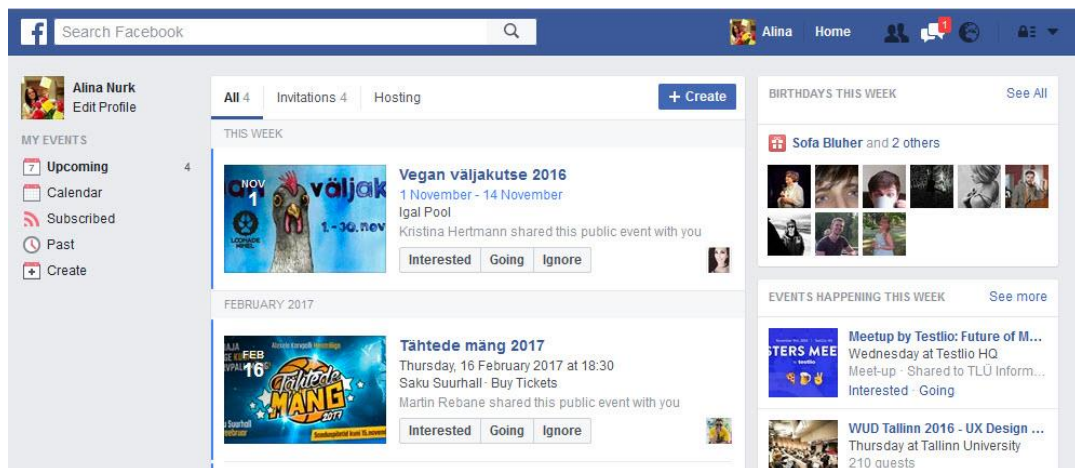 f Search Facebook
Alina Home 1
Alina Nurk
Edit Profile
MY EVENTS
7 Upcoming 4
Calendar
Subscribed
Past
Create
All 4 Invitations 4 Hosting + Create
THIS WEEK
NOV
1
väljak
LOOMADE
1.-30.nov
Vegan väljakutse 2016
1 November - 14 November
Igal Pool
Kristina Hertmann shared this public event with you
Interested Going Ignore
FEBRUARY 2017
FEB
16
Tähtede
MÄNG
2017
Tähtede mäng 2017
Thursday, 16 February 2017 at 18:30
Saku Suurhall · Buy Tickets
Martin Rebane shared this public event with you
Interested Going Ignore
BIRTHDAYS THIS WEEK See All
Sofa Bluher and 2 others
EVENTS HAPPENING THIS WEEK See more
STERS MEE
Meetup by Testlio: Future of M...
Wednesday at Testlio HQ
Meet-up · Shared to TLÜ Inform...
Interested · Going
WUD Tallinn 2016 - UX Design ...
Thursday at Tallinn University
210 guests